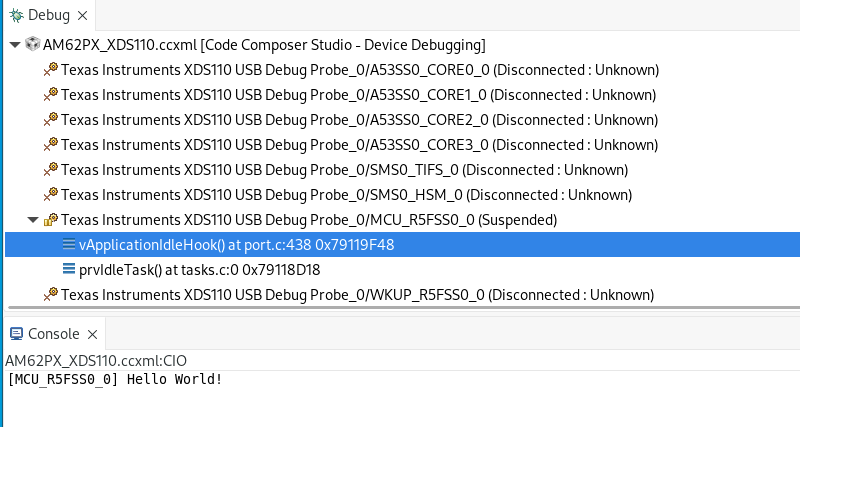 Debug
AM62PX_XDS110.ccxml [Code Composer Studio - Device Debugging]
Texas Instruments XDS110 USB Debug Probe_0/A53SS0_CORE0_0 (Disconnected : Unknown)
Texas Instruments XDS110 USB Debug Probe_0/A53SS0_CORE1_0 (Disconnected : Unknown)
Texas Instruments XDS110 USB Debug Probe_0/A53SS0_CORE2_0 (Disconnected : Unknown)
Texas Instruments XDS110 USB Debug Probe_0/A53SS0_CORE3_0 (Disconnected : Unknown)
Texas Instruments XDS110 USB Debug Probe_0/SMS0_TIFS_0 (Disconnected : Unknown)
Texas Instruments XDS110 USB Debug Probe_0/SMS0_HSM_0 (Disconnected : Unknown)
Texas Instruments XDS110 USB Debug Probe_0/MCU_R5FSS0_0 (Suspended)
vApplicationIdleHook() at port.c:438 0x79119F48
prvIdleTask() at tasks.c:0 0x79118D18
Texas Instruments XDS110 USB Debug Probe_0/WKUP_R5FSS0_0 (Disconnected : Unknown)
Console
AM62PX_XDS110.ccxml:CIO
[MCU_R5FSS0_0] Hello World!